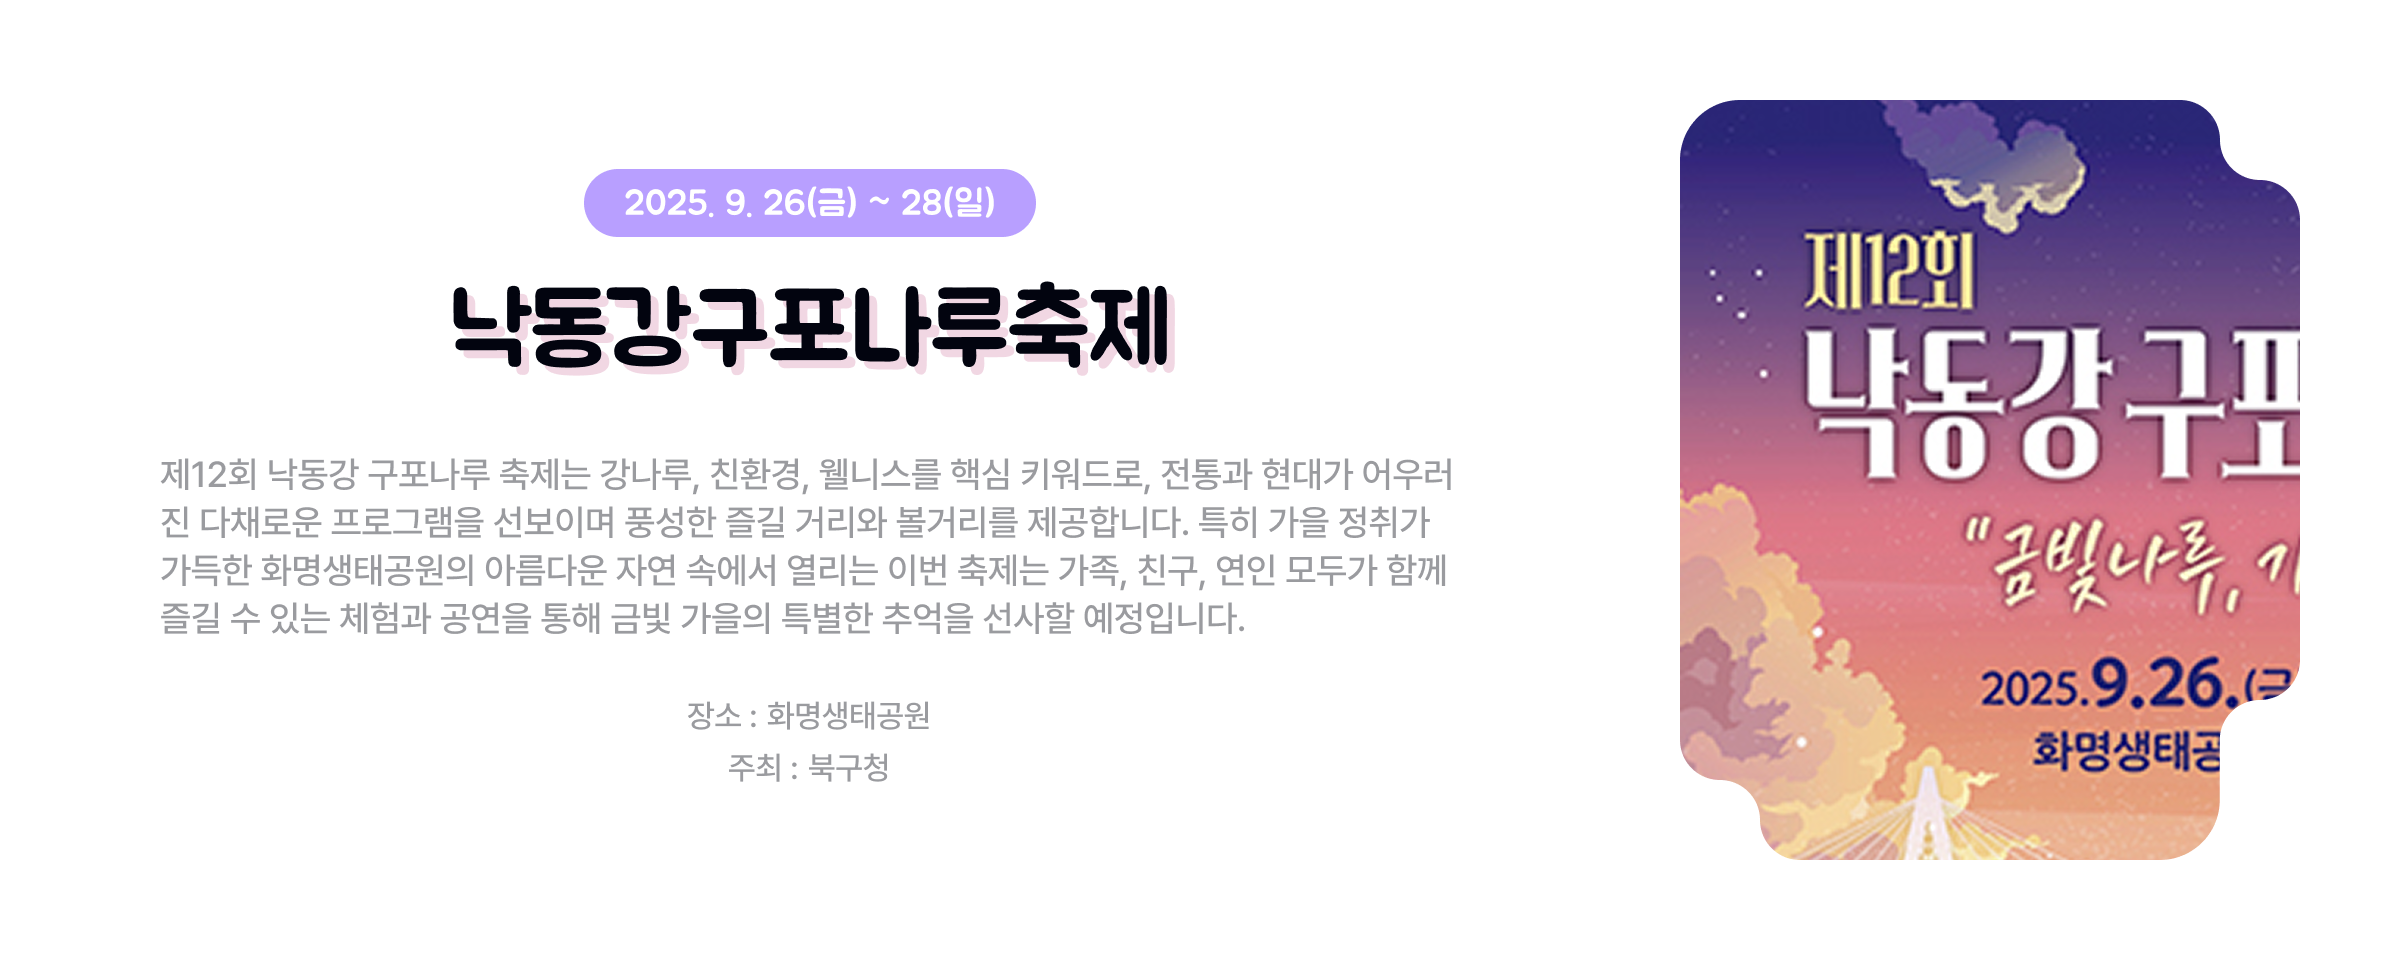 2025. 9. 26(금) ~ 28(일)
낙동강구포나루축제
제12회 낙동강 구포나루 축제는 강나루, 친환경, 웰니스를 핵심 키워드로, 전통과 현대가 어우러
진 다채로운 프로그램을 선보이며 풍성한 즐길 거리와 볼거리를 제공합니다. 특히 가을 정취가
가득한 화명생태공원의 아름다운 자연 속에서 열리는 이번 축제는 가족, 친구, 연인 모두가 함께
즐길 수 있는 체험과 공연을 통해 금빛 가을의 특별한 추억을 선사할 예정입니다.
장소 : 화명생태공원
주최 : 북구청
제12회
낙동강구포
"금빛나루,
2025.9.26.(금
화명생태공